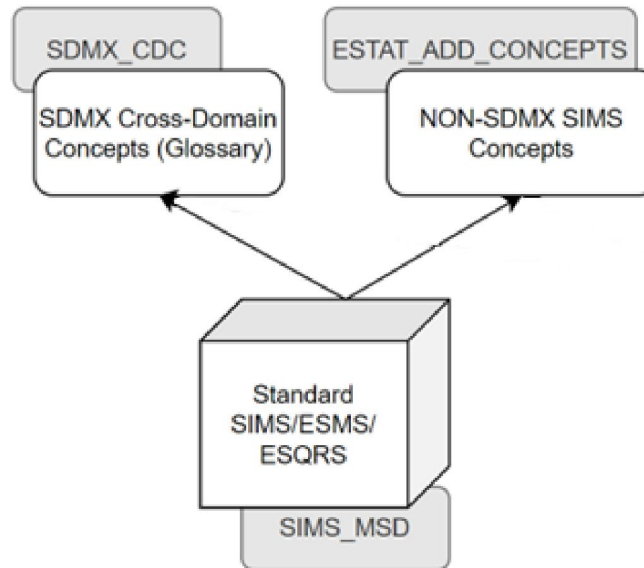 SDMX_CDC
ESTAT_ADD_CONCEPTS
SDMX Cross-Domain
Concepts (Glossary)
NON-SDMX SIMS
Concepts
Standard
SIMS/ESMS/
ESQRS
SIMS_MSD